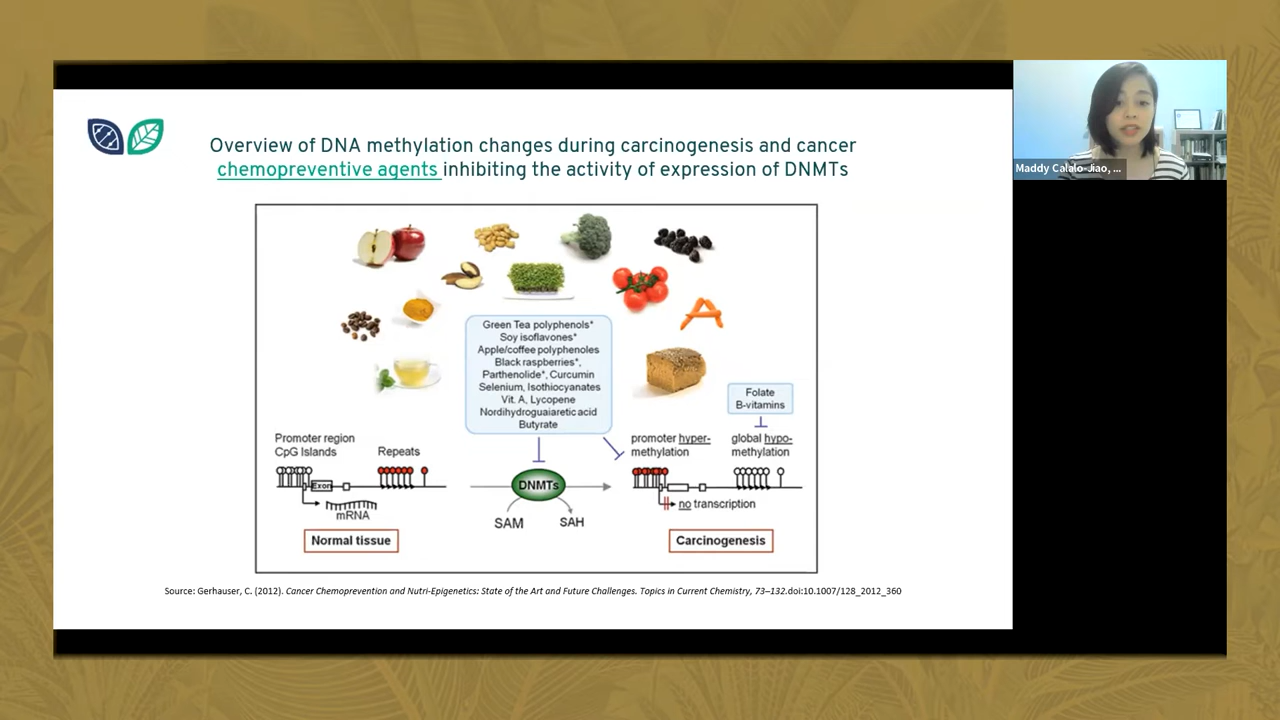 Overview of DNA methylation changes during carcinogenesis and cancer
chemopreventive agents inhibiting the activity of expression of DNMTs
Green Tea polyphenols*
Soy isoflavones*
Apple/coffee polyphenoles
Black raspberries*,
Parthenolide*, Curcumin
Selenium, Isothiocyanates
Vit. A, Lycopene
Nordihydroguaiaretic acid
Butyrate
Folate
B-vitamins
Promoter region
CpG Islands
Repeats
Exon
mRNA
Normal tissue
DNMTs
SAM
SAH
promoter hyper-
methylation
global hypo-
methylation
no transcription
Carcinogenesis
Source: Gerhauser, C. (2012). Cancer Chemoprevention and Nutri-Epigenetics: State of the Art and Future Challenges. Topics in Current Chemistry, 73–132.doi:10.1007/128_2012_360
Maddy Calalo-Jiao, ...